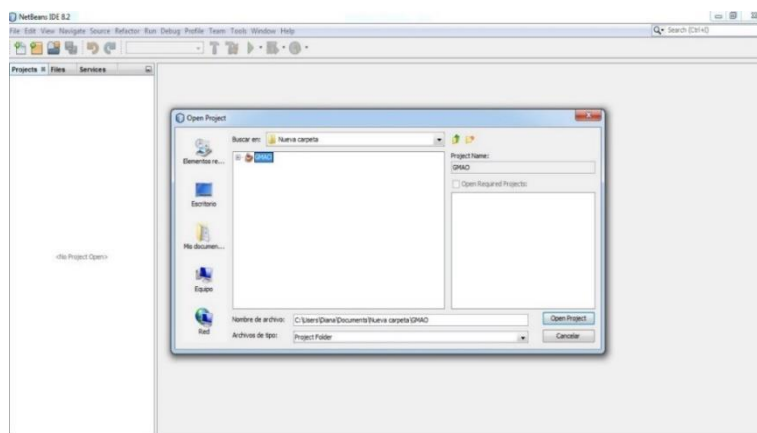 NetBeans IDE 8.2
File Edit View Navigate Source Refactor Run Debug Profile Team Tools Window Help
Search (Ctrl+I)
Projects Files Services
<No Project Open>
Open Project
Buscar en: Nueva carpeta
Elementos re...
Escritorio
Mis documen...
Equipo
Red
GMAO
Project Name:
GMAO
Open Required Projects:
Nombre de archivo: C:\Users\Diana\Documents\Nueva carpeta\GMAO
Open Project
Archivos de tipo: Project Folder
Cancelar